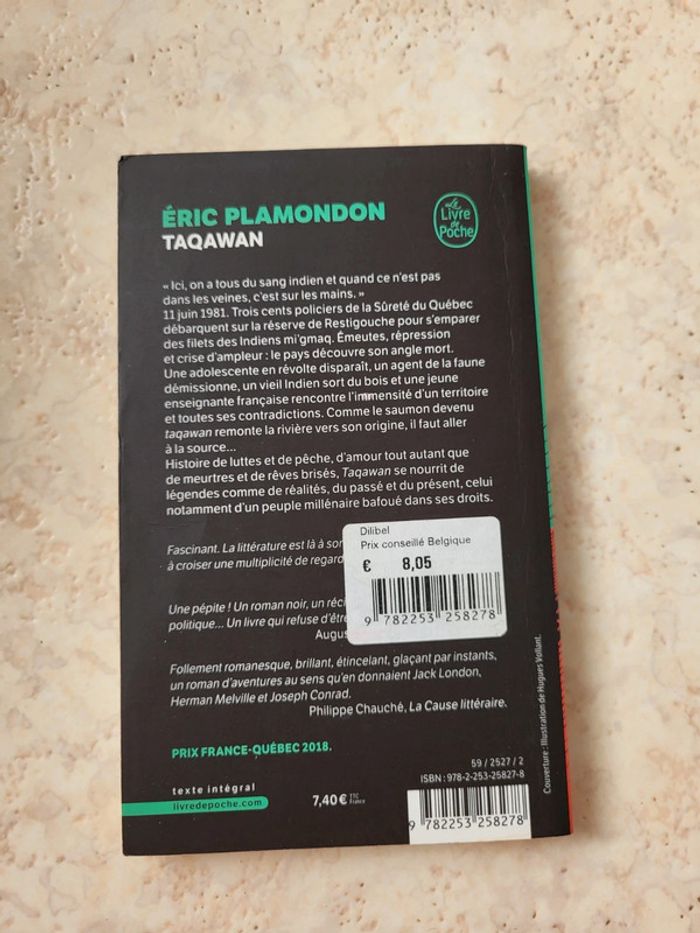 ÉRIC PLAMONDON
TAQAWAN
Le
Livre
de
Poche
« Ici, on a tous du sang indien et quand ce n'est pas
dans les veines, c'est sur les mains. »
11 juin 1981. Trois cents policiers de la Sûreté du Québec
débarquent sur la réserve de Restigouche pour s'emparer
des filets des Indiens mi'gmaq. Émeutes, répression
et crise d'ampleur : le pays découvre son angle mort.
Une adolescente en révolte disparaît, un agent de la faune
démissionne, un vieil Indien sort du bois et une jeune
enseignante française rencontre l'immensité d'un territoire
et toutes ses contradictions. Comme le saumon devenu
taqawan remonte la rivière vers son origine, il faut aller
à la source...
Histoire de luttes et de pêche, d'amour tout autant que
de meurtres et de rêves brisés, Taqawan se nourrit de
légendes comme de réalités, du passé et du présent, celui
notamment d'un peuple millénaire bafoué dans ses droits.
Fascinant. La littérature est là à son
à croiser une multiplicité de regard
Dilibel
Prix conseillé Belgique
€ 8,05
9 782253 258278
Une pépite ! Un roman noir, un réci
politique... Un livre qui refuse d'être
Augus
Follement romanesque, brillant, étincelant, glaçant par instants,
un roman d'aventures au sens qu'en donnaient Jack London,
Herman Melville et Joseph Conrad.
Philippe Chauché, La Cause littéraire.
PRIX FRANCE-QUÉBEC 2018.
texte intégral
livredepoche.com
7,40 € TTC
France
59 / 2527 / 2
ISBN : 978-2-253-25827-8
9 782253 258278
Couverture : Illustration de Hugues Vollant.